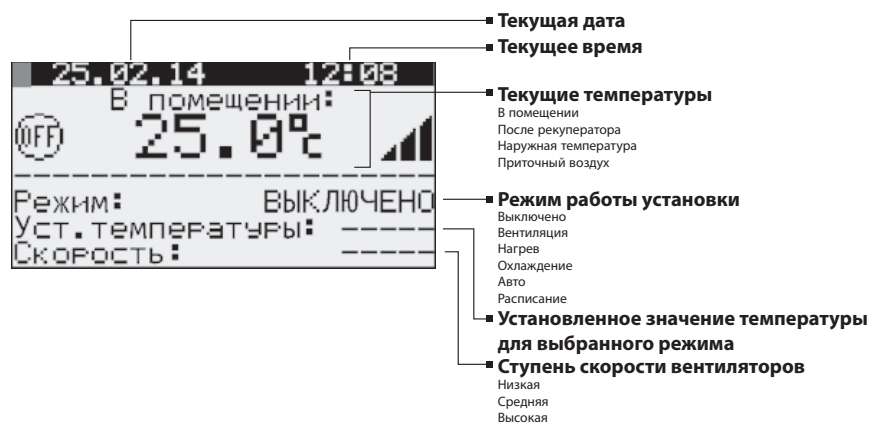 25.02.14 12:08
В помещении:
OFF 25.0°c
Режим: ВЫКЛЮЧЕНО
Уст.температуры: -----
Скорость: -----
Текущая дата
Текущее время
Текущие температуры
В помещении
После рекуператора
Наружная температура
Приточный воздух
Режим работы установки
Выключено
Вентиляция
Нагрев
Охлаждение
Авто
Расписание
Установленное значение температуры
для выбранного режима
Ступень скорости вентиляторов
Низкая
Средняя
Высокая